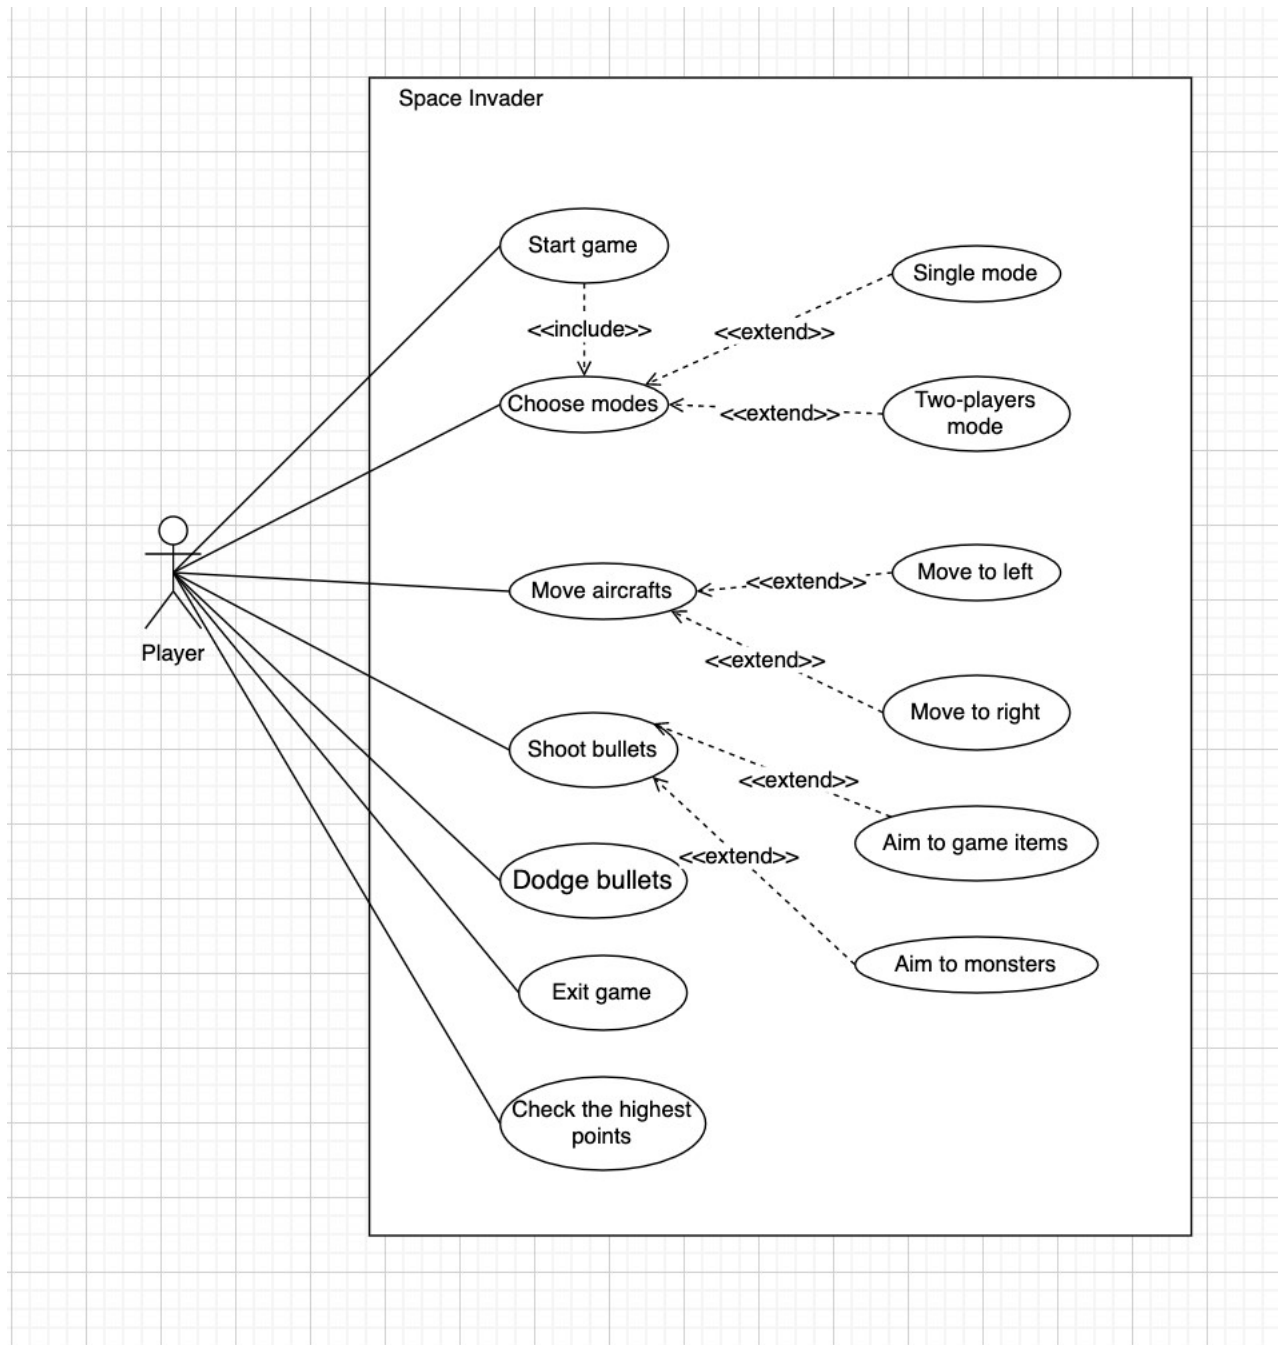 Space Invader
Start game
Single mode
<<include>>
<<extend>>
Choose modes
<<extend>>
Two-players
mode
Player
Move aircrafts
<<extend>>
Move to left
<<extend>>
Move to right
Shoot bullets
<<extend>>
Aim to game items
<<extend>>
Dodge bullets
Aim to monsters
Exit game
Check the highest
points